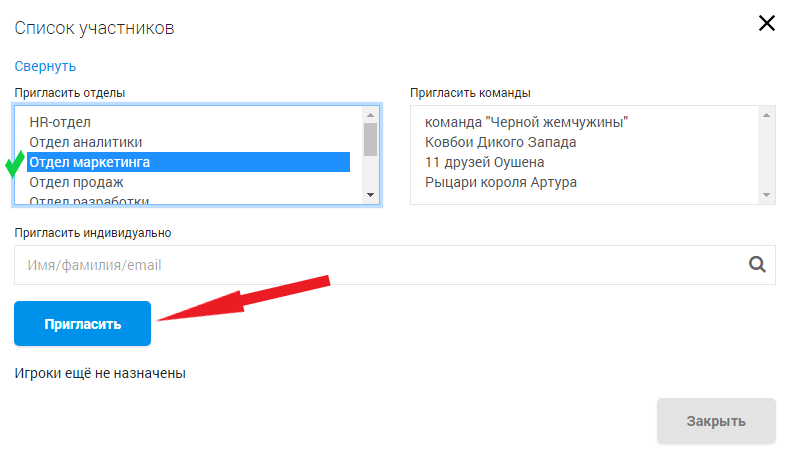 Список участников
Свернуть
Пригласить отделы
HR-отдел
Отдел аналитики
Отдел маркетинга
Отдел продаж
Отдел разработки
Пригласить команды
команда "Черной жемчужины"
Ковбои Дикого Запада
11 друзей Оушена
Рыцари короля Артура
Пригласить индивидуально
Имя/фамилия/email
Пригласить
Игроки ещё не назначены
Закрыть